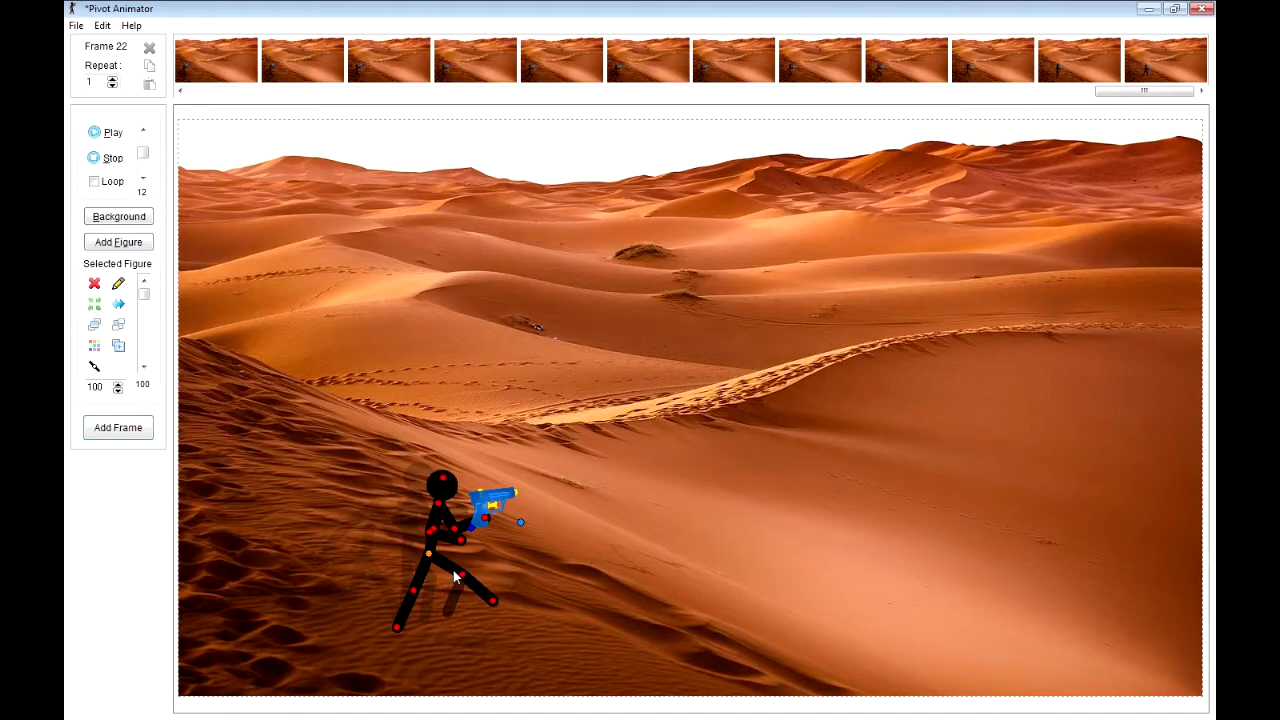 *Pivot Animator
File Edit Help
Frame 22
Repeat:
1
Play
Stop
Loop
12
Background
Add Figure
Selected Figure
100
100
Add Frame